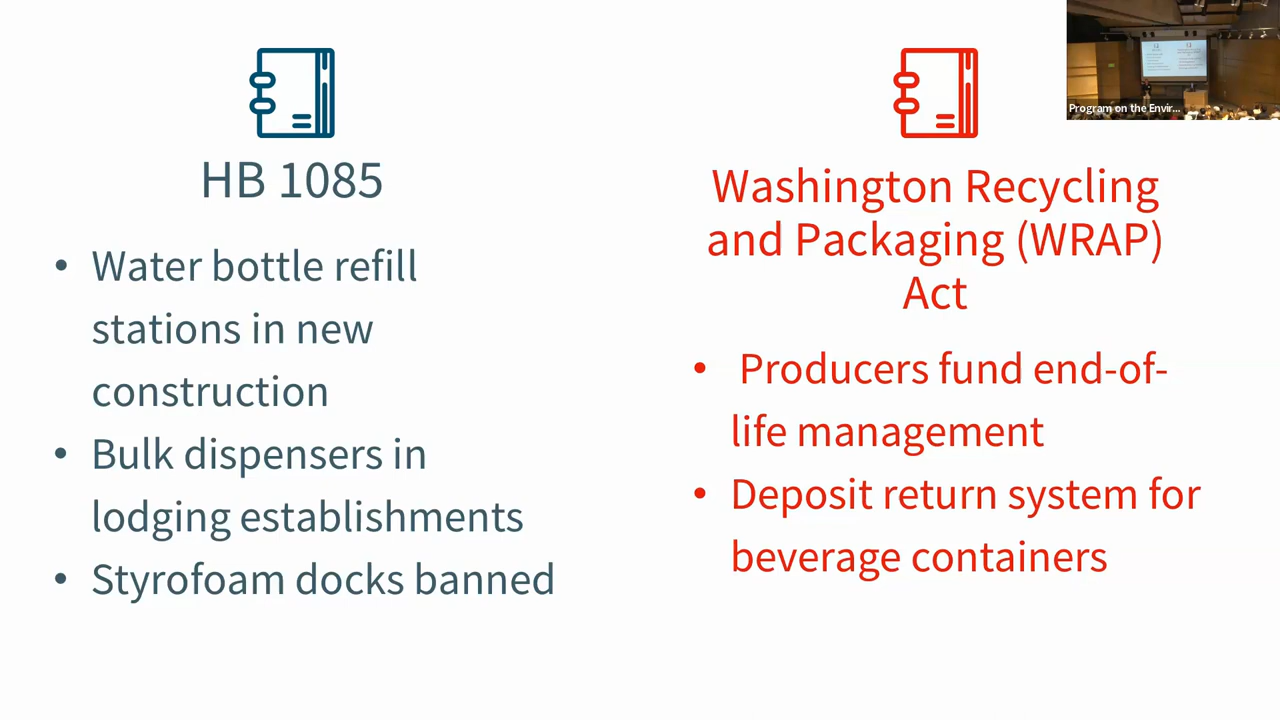 HB 1085
Water bottle refill
stations in new
construction
Bulk dispensers in
lodging establishments
Styrofoam docks banned
Washington Recycling
and Packaging (WRAP)
Act
Producers fund end-of-
life management
Deposit return system for
beverage containers
Program on the Envir...